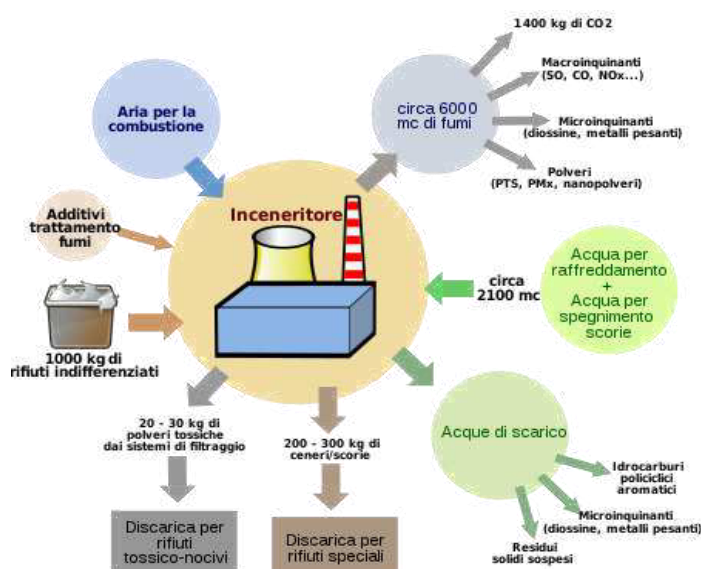 1400 kg di CO2
Macroinquinanti
(SO, CO, NOx...)
circa 6000
mc di fumi
Microinquinanti
(diossine, metalli pesanti)
Polveri
(PTS, PMx, nanopolveri)
Aria per la
combustione
Additivi
trattamento
fumi
Inceneritore
1000 kg di
rifiuti indifferenziati
circa
2100 mc
Acqua per
raffreddamento
+
Acqua per
spegnimento
scorie
20 - 30 kg di
polveri tossiche
dai sistemi di filtraggio
200 - 300 kg di
ceneri/scorie
Acque di scarico
Idrocarburi
policiclici
aromatici
Microinquinanti
(diossine, metalli pesanti)
Residui
solidi sospesi
Discarica per
rifiuti
tossico-nocivi
Discarica per
rifiuti speciali